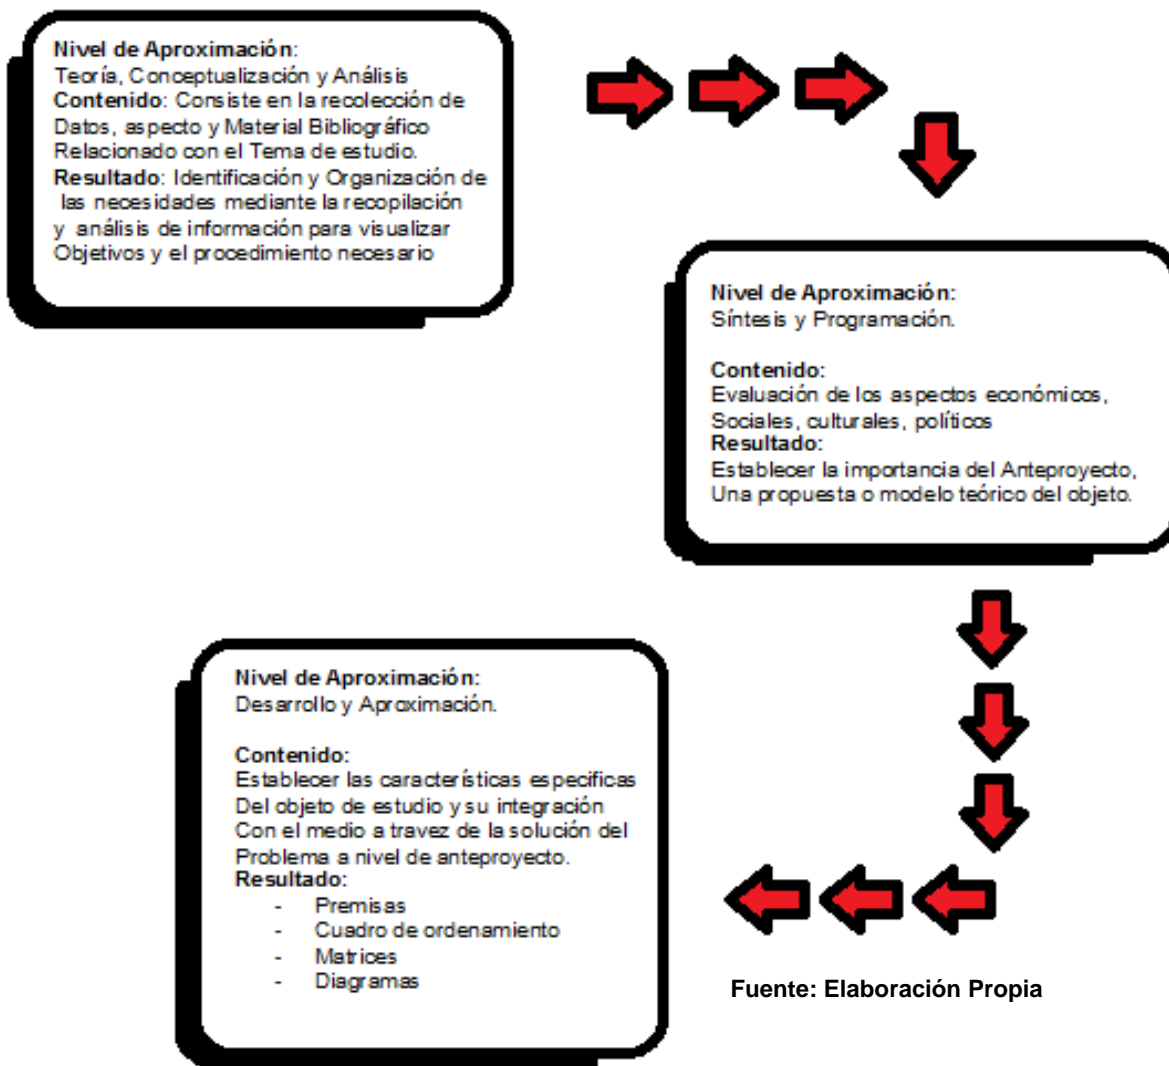 Nivel de Aproximación:
Teoría, Conceptualización y Análisis
Contenido: Consiste en la recolección de
Datos, aspecto y Material Bibliográfico
Relacionado con el Tema de estudio.
Resultado: Identificación y Organización de
las necesidades mediante la recopilación
y análisis de información para visualizar
Objetivos y el procedimiento necesario
Nivel de Aproximación:
Síntesis y Programación.
Contenido:
Evaluación de los aspectos económicos,
Sociales, culturales, políticos
Resultado:
Establecer la importancia del Anteproyecto,
Una propuesta o modelo teórico del objeto.
Nivel de Aproximación:
Desarrollo y Aproximación.
Contenido:
Establecer las características especificas
Del objeto de estudio y su integración
Con el medio a travez de la solución del
Problema a nivel de anteproyecto.
Resultado:
- Premisas
- Cuadro de ordenamiento
- Matrices
- Diagramas
Fuente: Elaboración Propia